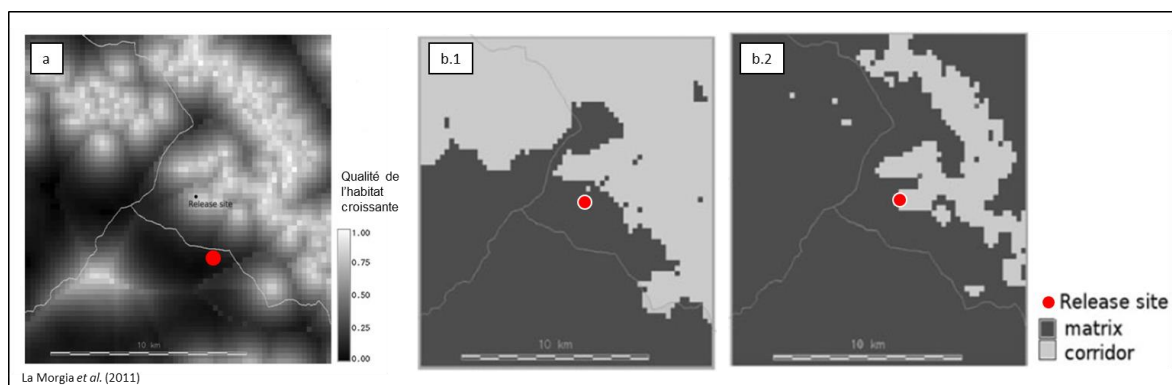 a
Release site
Qualité de
l'habitat
croissante
1.00
0.75
0.50
0.25
0.00
10 km
La Morgia et al. (2011)
b.1
10 km
b.2
10 km
Release site
matrix
corridor